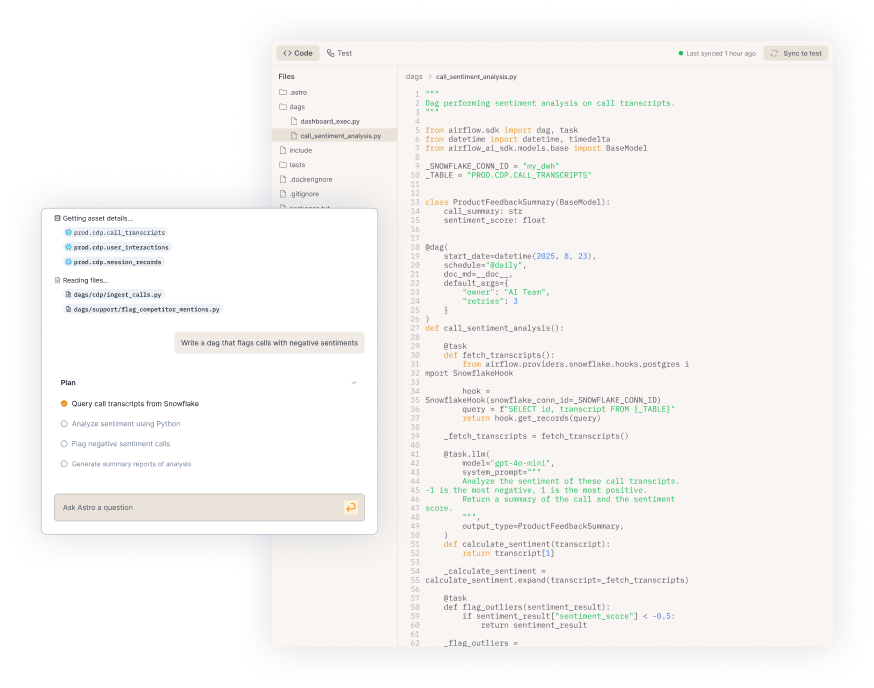 Code
Test
Last synced 1 hour ago
Sync to test
Files
.astro
dags
dashboard_exec.py
call_sentiment_analysis.py
include
tests
.dockerignore
.gitignore
dags > call_sentiment_analysis.py
1 """
2 Dag performing sentiment analysis on call transcripts.
3 """
4
5 from airflow.sdk import dag, task
6 from datetime import datetime, timedelta
7 from airflow_ai_sdk.models.base import BaseModel
8
9 _SNOWFLAKE_CONN_ID = "my_dwh"
10 _TABLE = "PROD.CDP.CALL_TRANSCRIPTS"
11
12
13 class ProductFeedbackSummary(BaseModel):
14 call_summary: str
15 sentiment_score: float
16
17
18 @dag(
19 start_date=datetime(2025, 8, 23),
20 schedule="@daily",
21 doc_md=__doc__,
22 default_args={
23 "owner": "AI Team",
24 "retries": 3
25 }
26 )
27 def call_sentiment_analysis():
28
29 @task
30 def fetch_transcripts():
31 from airflow.providers.snowflake.hooks.postgres i
32 mport SnowflakeHook
33
34 hook =
35 SnowflakeHook(snowflake_conn_id=_SNOWFLAKE_CONN_ID)
36 query = f"SELECT id, transcript FROM {_TABLE}"
37 return hook.get_records(query)
38
39 _fetch_transcripts = fetch_transcripts()
40
41 @task.llm(
42 model="gpt-4o-mini",
43 system_prompt="""
44 Analyze the sentiment of these call transcipts.
45 -1 is the most negative, 1 is the most positive.
46 Return a summary of the call and the sentiment
47 score.
48 """,
49 output_type=ProductFeedbackSummary,
50 )
51 def calculate_sentiment(transcript):
52 return transcript[1]
53
54 _calculate_sentiment =
55 calculate_sentiment.expand(transcript=_fetch_transcripts)
56
57 @task
58 def flag_outliers(sentiment_result):
59 if sentiment_result["sentiment_score"] < -0.5:
60 return sentiment_result
61
62 _flag_outliers =
Getting asset details...
prod.cdp.call_transcripts
prod.cdp.user_interactions
prod.cdp.session_records
Reading files...
dags/cdp/ingest_calls.py
dags/support/flag_competitor_mentions.py
Write a dag that flags calls with negative sentiments
Plan
Query call transcripts from Snowflake
Analyze sentiment using Python
Flag negative sentiment calls
Generate summary reports of analysis
Ask Astro a question